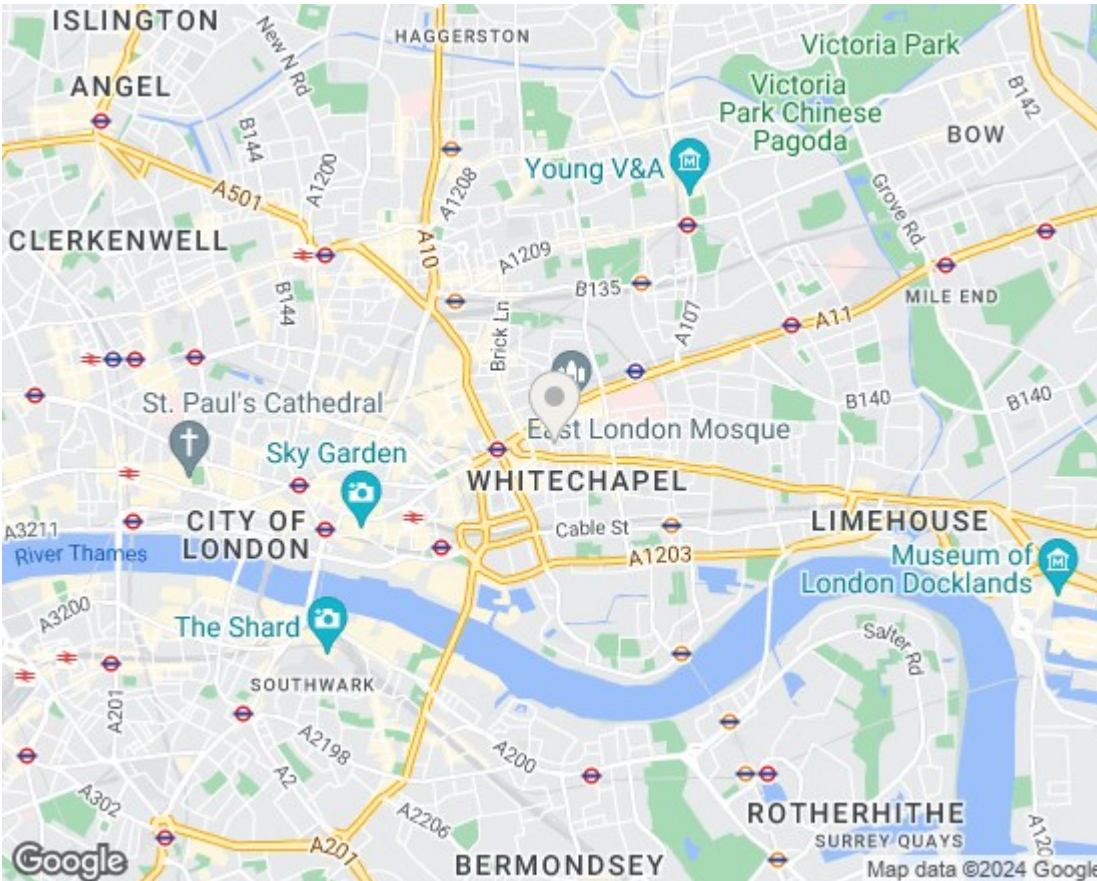 ISLINGTON
HAGGERSTON
New N Rd
Victoria Park
ANGEL
Victoria
Park Chinese
Pagoda
B142
B144
A1200
BOW
Young V&A
A501
A1208
Grove Rd
CLERKENWELL
A10
A1209
B144
B135
MILE END
Brick Ln
A107
A11
St. Paul's Cathedral
B140
B140
East London Mosque
Sky Garden
WHITECHAPEL
A3211
CITY OF
LONDON
Cable St
LIMEHOUSE
River Thames
A1203
Museum of
London Docklands
A3200
The Shard
Salter Rd
SOUTHWARK
A201
A2198
A200
A2
A302
A2206
ROTHERHITHE
SURREY QUAYS
A201
BERMONDSEY
Google
Map data ©2024 Google